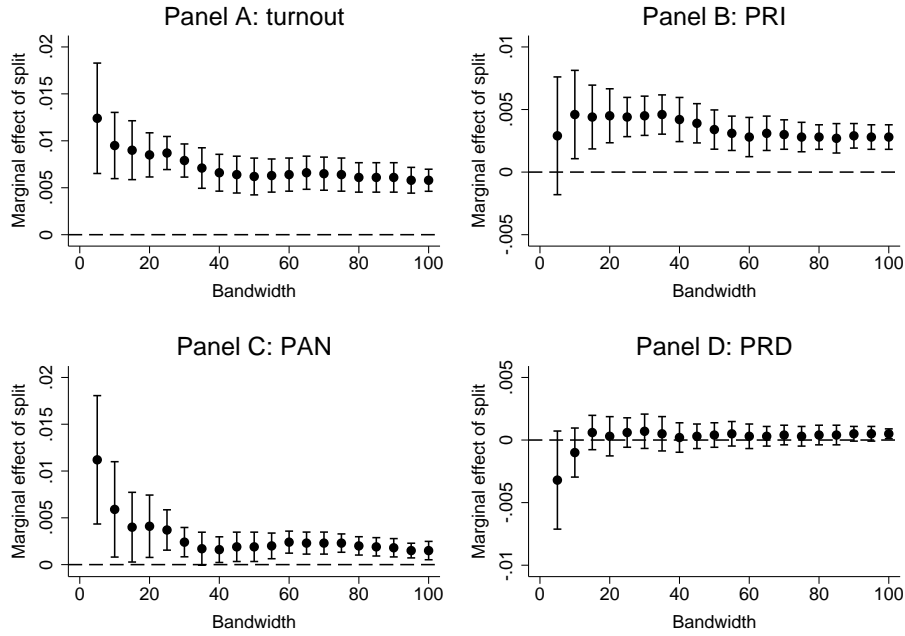 Panel A: turnout
Marginal effect of split
0 .005 .01 .015 .02
0 20 40 60 80 100
Bandwidth
Panel B: PRI
Marginal effect of split
-.005 0 .005 .01
0 20 40 60 80 100
Bandwidth
Panel C: PAN
Marginal effect of split
0 .005 .01 .015 .02
0 20 40 60 80 100
Bandwidth
Panel D: PRD
Marginal effect of split
-.01 -.005 0 .005
0 20 40 60 80 100
Bandwidth